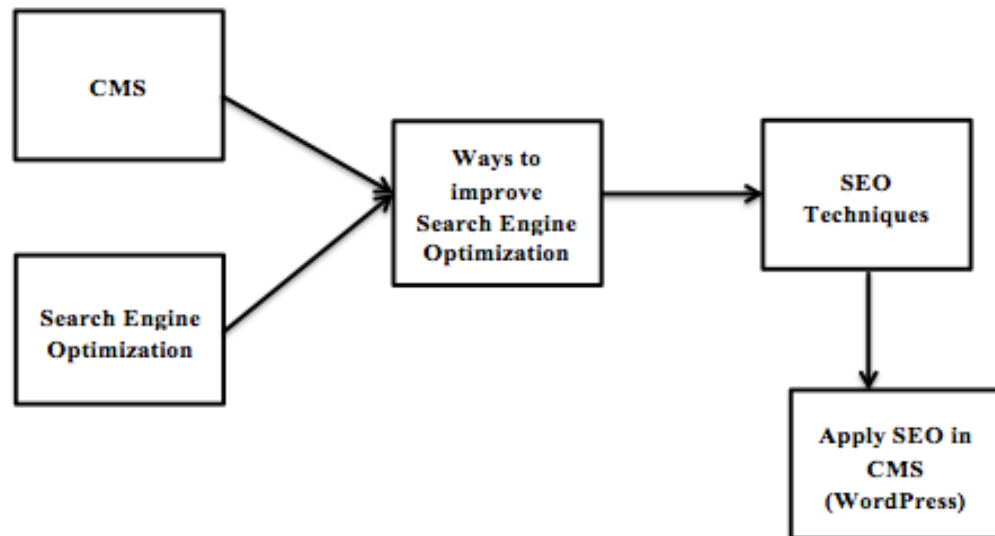 CMS
Ways to
improve
Search Engine
Optimization
SEO
Techniques
Search Engine
Optimization
Apply SEO in
CMS
(WordPress)